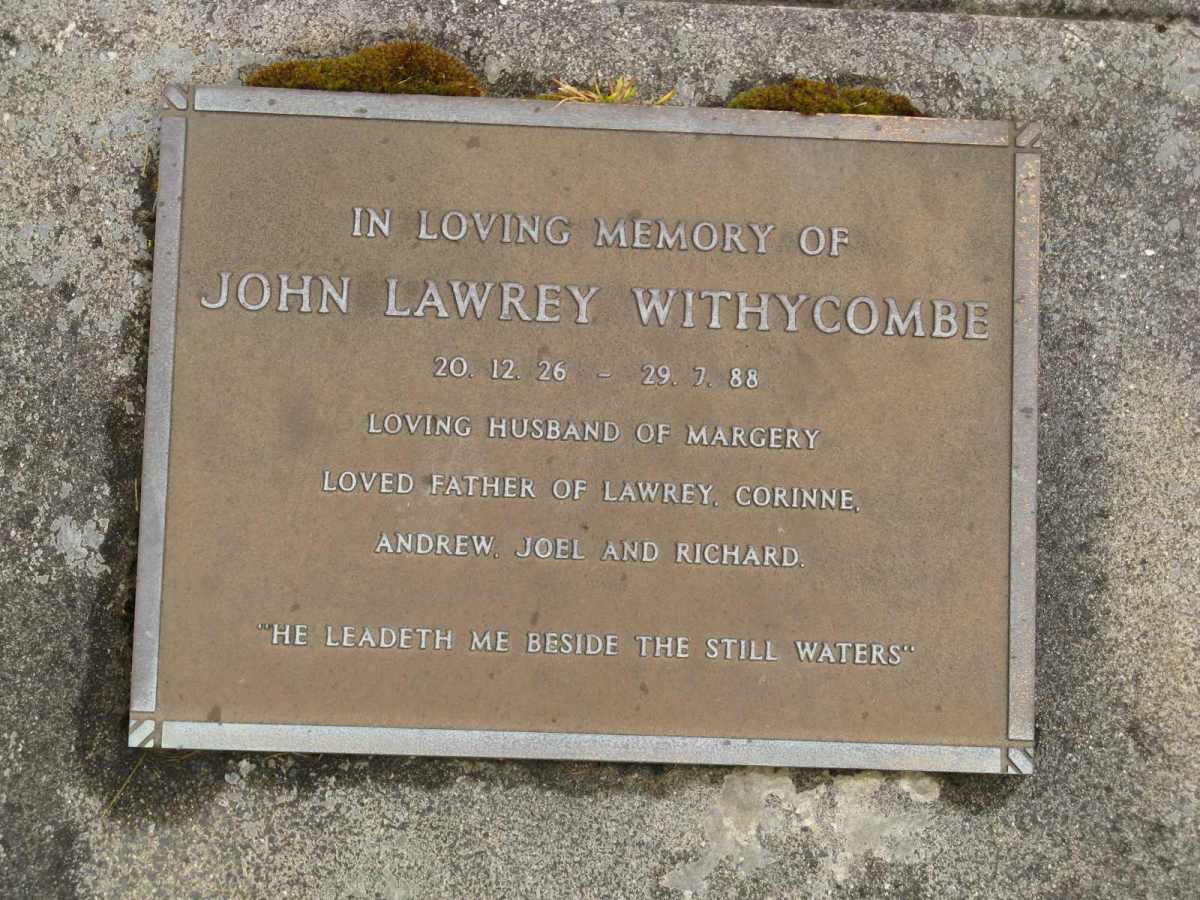 IN LOVING MEMORY OF
JOHN LAWREY WITHYCOMBE
20. 12. 26 - 29. 7. 88
LOVING HUSBAND OF MARGERY
LOVED FATHER OF LAWREY, CORINNE,
ANDREW, JOEL AND RICHARD.
"HE LEADETH ME BESIDE THE STILL WATERS"